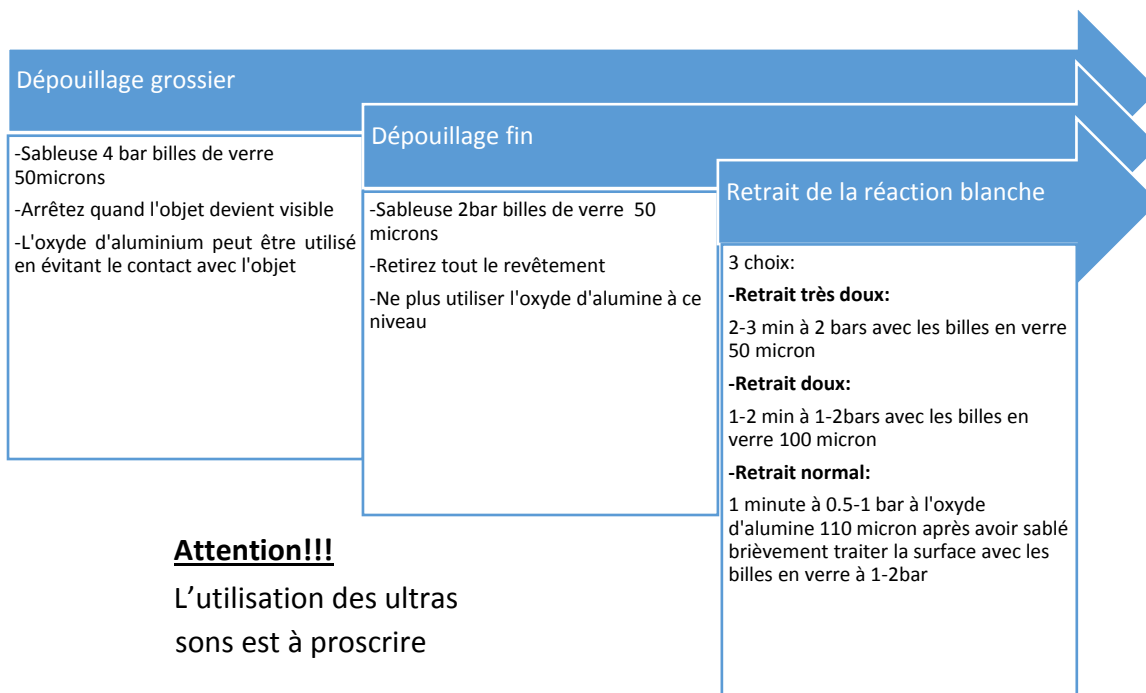 Dépouillage grossier
-Sableuse 4 bar billes de verre
50microns
-Arrêtez quand l'objet devient visible
-L'oxyde d'aluminium peut être utilisé
en évitant le contact avec l'objet
Dépouillage fin
-Sableuse 2bar billes de verre 50
microns
-Retirez tout le revêtement
-Ne plus utiliser l'oxyde d'alumine à ce
niveau
Retrait de la réaction blanche
3 choix:
-Retrait très doux:
2-3 min à 2 bars avec les billes en verre
50 micron
-Retrait doux:
1-2 min à 1-2bars avec les billes en
verre 100 micron
-Retrait normal:
1 minute à 0.5-1 bar à l'oxyde
d'alumine 110 micron après avoir sablé
brièvement traiter la surface avec les
billes en verre à 1-2bar
Attention!!!
L'utilisation des ultras
sons est à proscrire